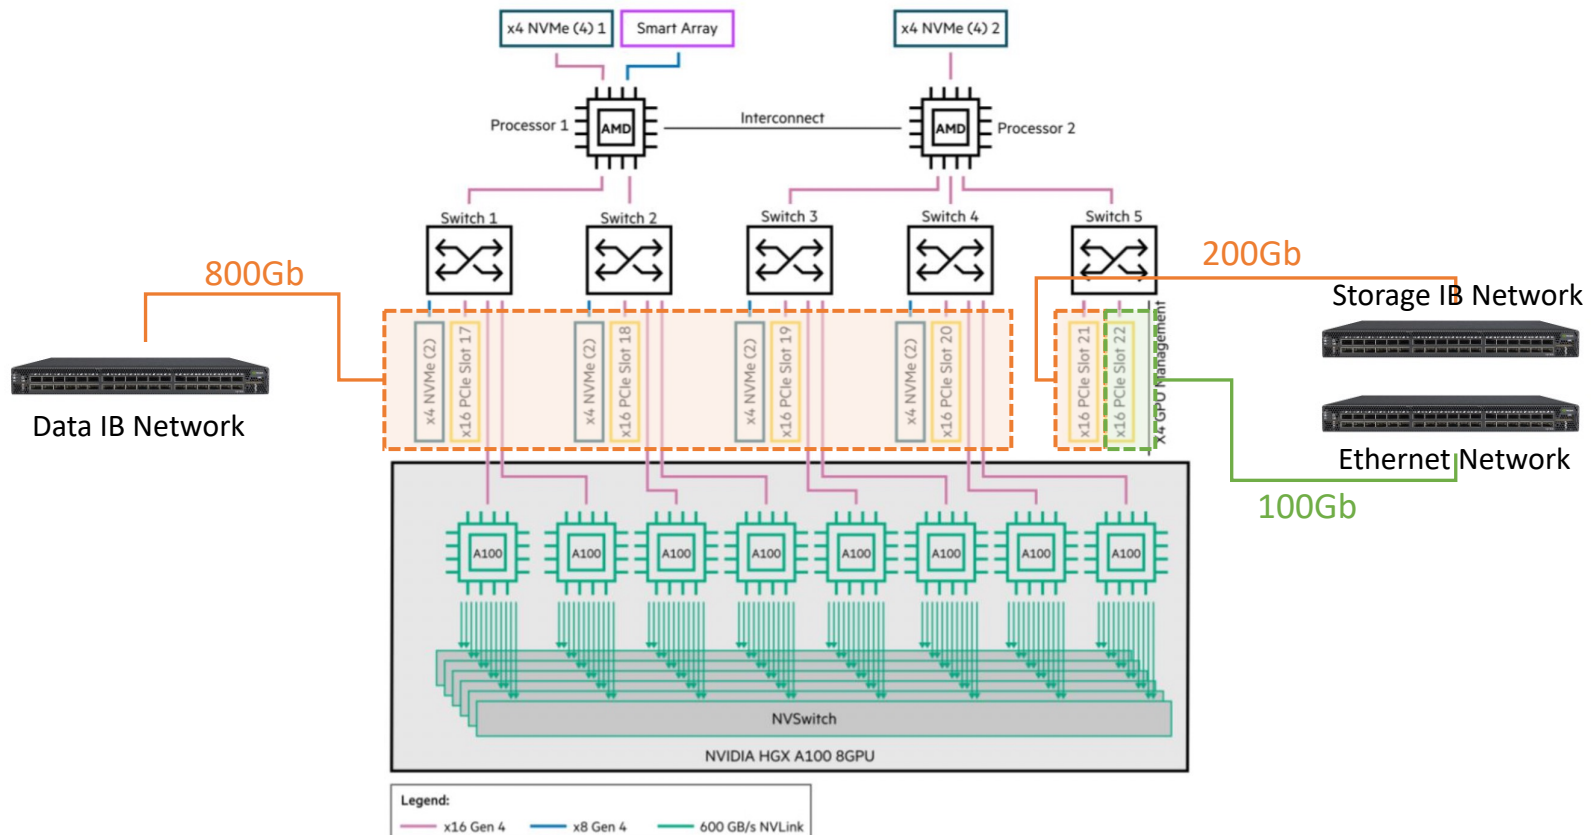 x4 NVMe (4) 1
Smart Array
x4 NVMe (4) 2
Processor 1
AMD
Interconnect
AMD
Processor 2
Switch 1
Switch 2
Switch 3
Switch 4
Switch 5
800Gb
200Gb
Storage IB Network
Data IB Network
x4 NVMe (2)
x16 PCIe Slot 17
x4 NVMe (2)
x16 PCIe Slot 18
x4 NVMe (2)
x16 PCIe Slot 19
x4 NVMe (2)
x16 PCIe Slot 20
x16 PCIe Slot 21
x16 PCIe Slot 22
x4 GPU Management
Ethernet Network
100Gb
A100
A100
A100
A100
A100
A100
A100
A100
NVSwitch
NVIDIA HGX A100 8GPU
Legend:
x16 Gen 4
x8 Gen 4
600 GB/s NVLink